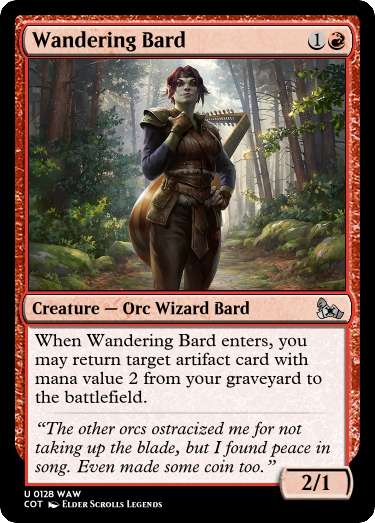 Wandering Bard 1
Creature — Orc Wizard Bard
When Wandering Bard enters, you
may return target artifact card with
mana value 2 from your graveyard to
the battlefield.
“The other orcs ostracized me for not
taking up the blade, but I found peace in
song. Even made some coin too.”
2/1
U 0128 WAW
COT Elder Scrolls Legends